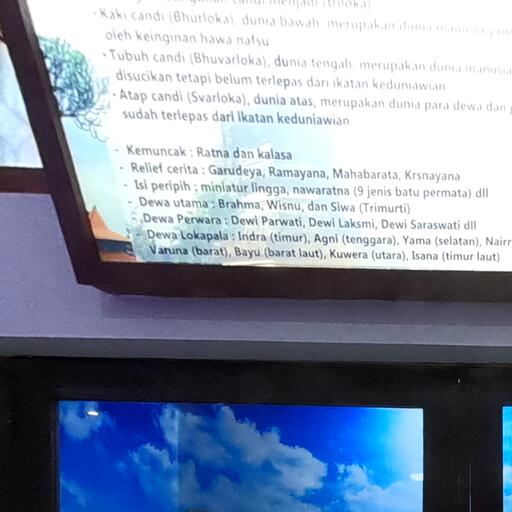 candi menjadi (triloka)
- Kaki candi (Bhurloka), dunia bawah, merupakan dunia manusia
oleh keinginan hawa nafsu
- Tubuh candi (Bhuvarloka), dunia tengah, merupakan dunia manusia
disucikan tetapi belum terlepas dari ikatan keduniawian
- Atap candi (Svarloka), dunia atas, merupakan dunia para dewa dan
sudah terlepas dari ikatan keduniawian
- Kemuncak : Ratna dan kalasa
- Relief cerita : Garudeya, Ramayana, Mahabarata, Krsnayana
- Isi peripih : miniatur lingga, nawaratna (9 jenis batu permata) dll
- Dewa utama : Brahma, Wisnu, dan Siwa (Trimurti)
- Dewa Perwara : Dewi Parwati, Dewi Laksmi, Dewi Saraswati dll
- Dewa Lokapala : Indra (timur), Agni (tenggara), Yama (selatan), Nairr
Varuna (barat), Bayu (barat laut), Kuwera (utara), Isana (timur laut)